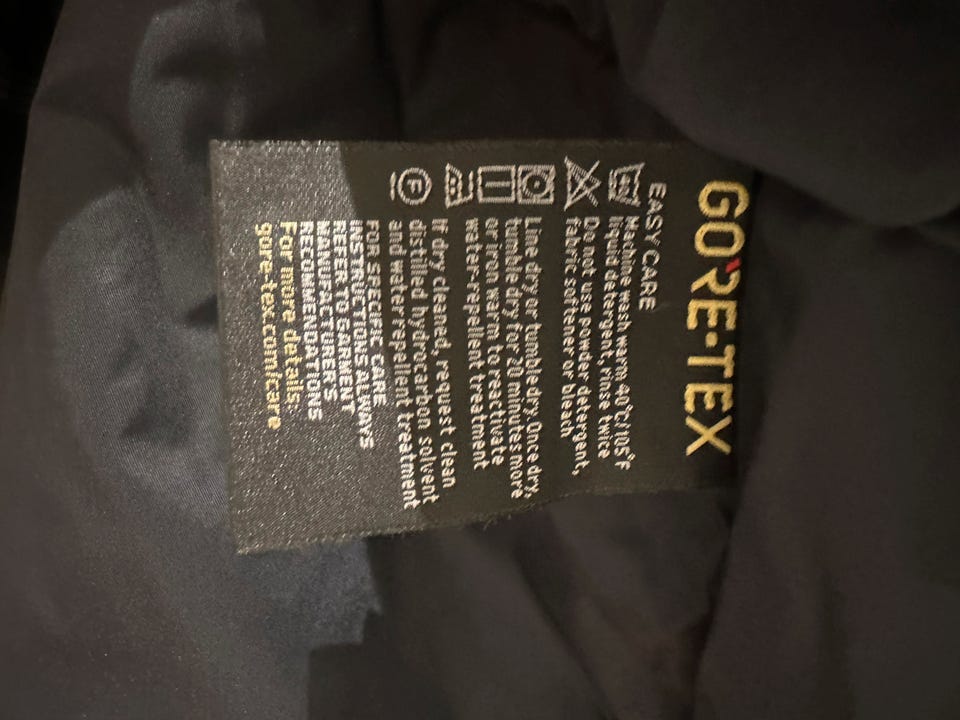 GORE-TEX
EASY CARE
Machine wash warm 40°C/105°F
liquid detergent, rinse twice
Do not use powder detergent,
fabric softener or bleach
Line dry or tumble dry. Once dry,
tumble dry for 20 minutes more
or iron warm to reactivate
water-repellent treatment
If dry cleaned, request clean
distilled hydrocarbon solvent
and water repellent treatment
F
FOR SPECIFIC CARE
INSTRUCTIONS ALWAYS
REFER TO GARMENT
MANUFACTURER'S
RECOMMENDATIONS
For more details:
gore-tex.com/care